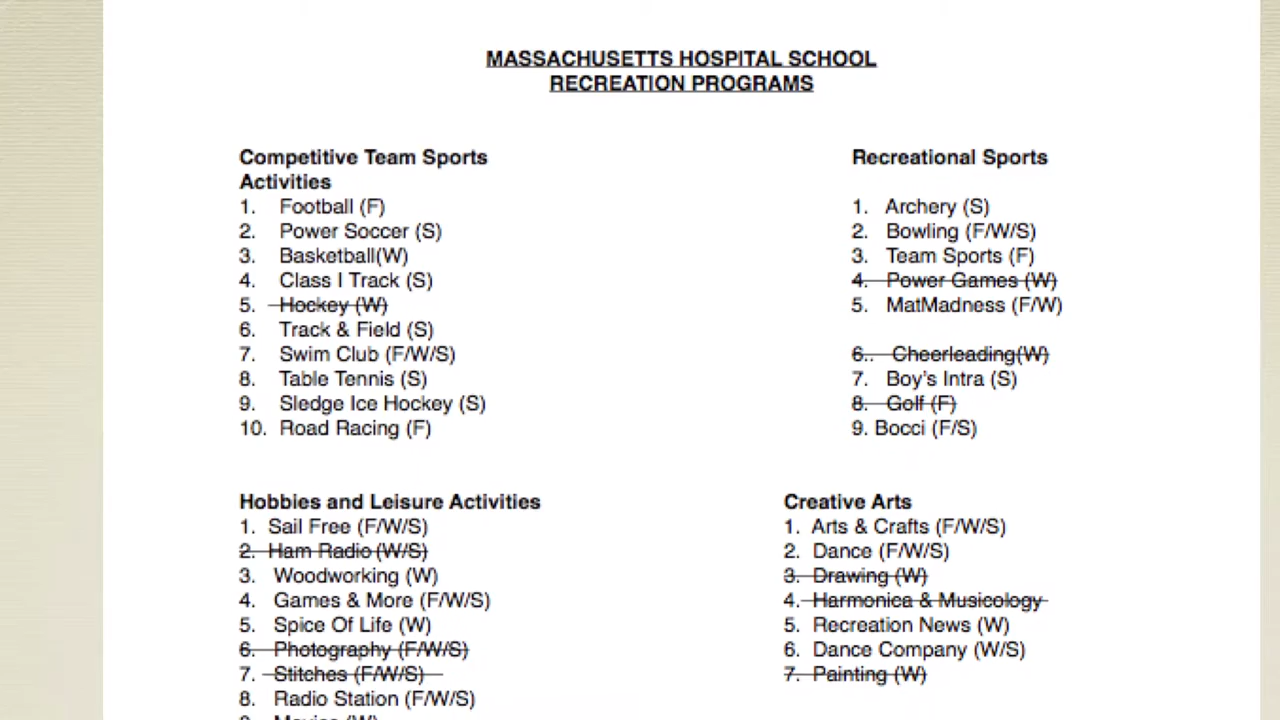 MASSACHUSETTS HOSPITAL SCHOOL
RECREATION PROGRAMS
Competitive Team Sports
Activities
1. Football (F)
2. Power Soccer (S)
3. Basketball(W)
4. Class I Track (S)
5. Hockey (W)
6. Track & Field (S)
7. Swim Club (F/W/S)
8. Table Tennis (S)
9. Sledge Ice Hockey (S)
10. Road Racing (F)
Recreational Sports
1. Archery (S)
2. Bowling (F/W/S)
3. Team Sports (F)
4. Power Games (W)
5. MatMadness (F/W)
6.. Cheerleading(W)
7. Boy's Intra (S)
8. Golf (F)
9. Bocci (F/S)
Hobbies and Leisure Activities
1. Sail Free (F/W/S)
2. Ham Radio (W/S)
3. Woodworking (W)
4. Games & More (F/W/S)
5. Spice Of Life (W)
6. Photography (F/W/S)
7. Stitches (F/W/S)
8. Radio Station (F/W/S)
9. Movies (W)
Creative Arts
1. Arts & Crafts (F/W/S)
2. Dance (F/W/S)
3. Drawing (W)
4. Harmonica & Musicology
5. Recreation News (W)
6. Dance Company (W/S)
7. Painting (W)